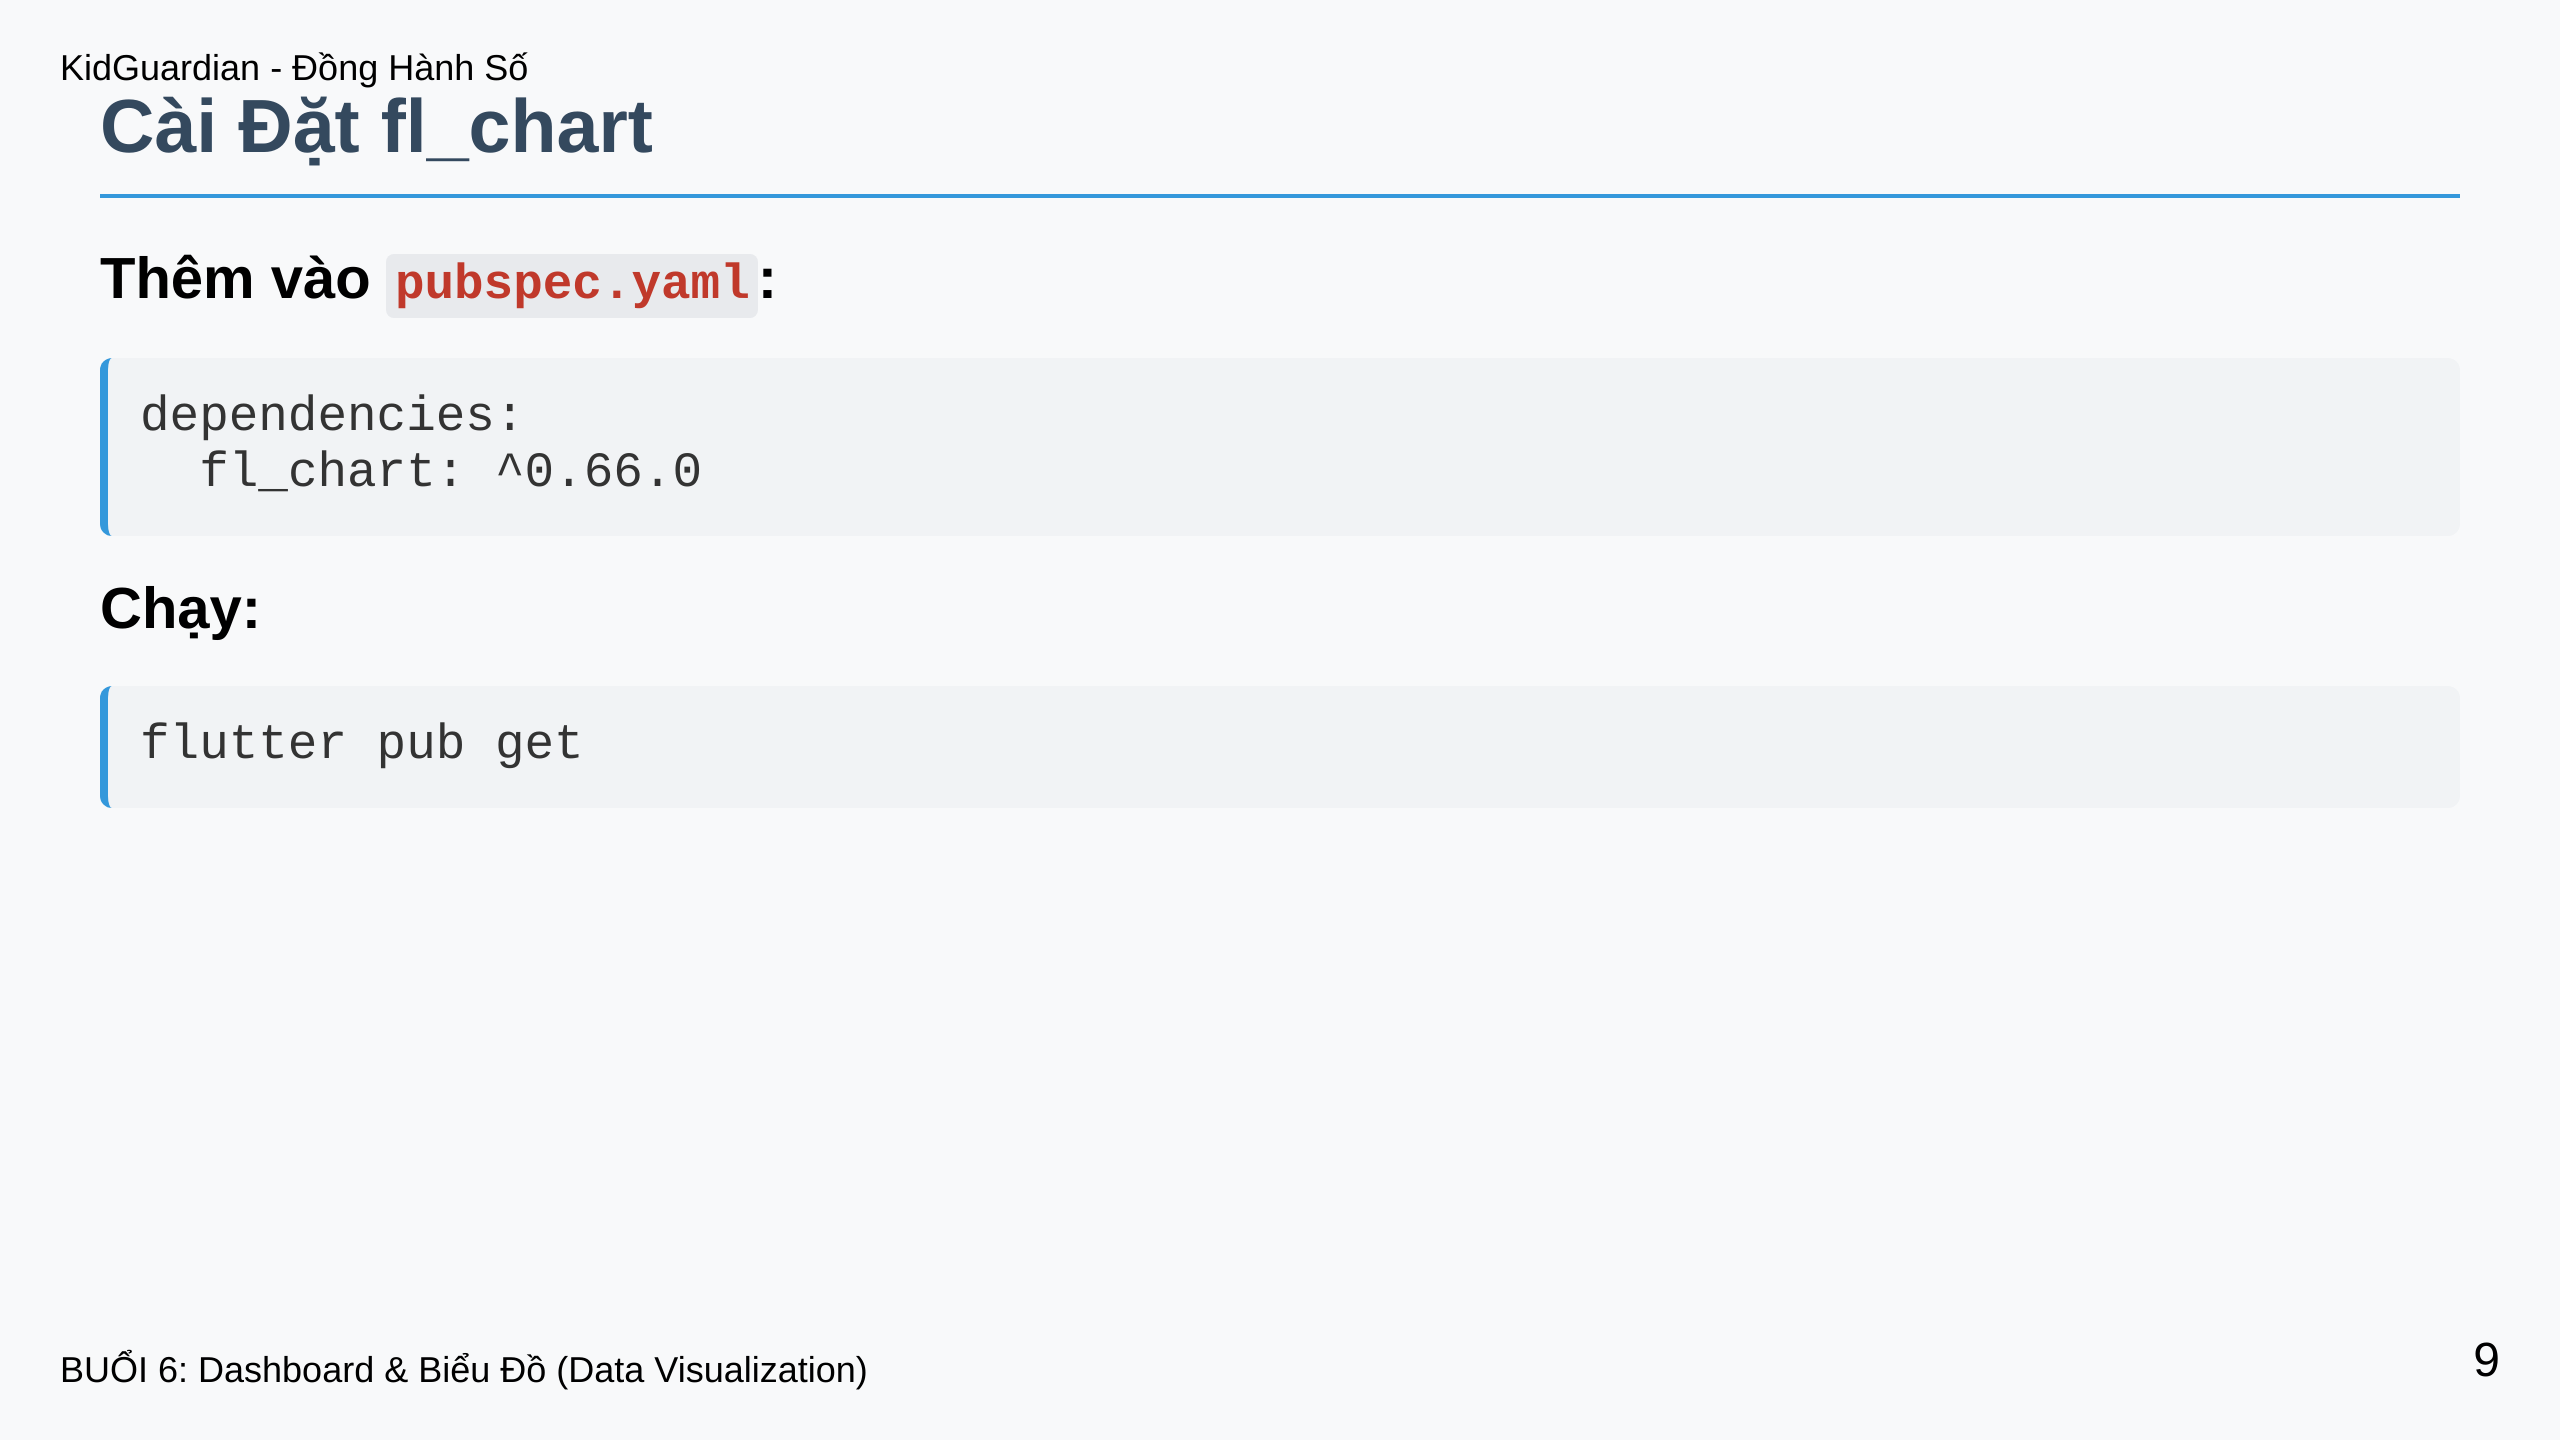 KidGuardian - Đồng Hành Số
Cài Đặt fl_chart
Thêm vào pubspec.yaml:
dependencies:
  fl_chart: ^0.66.0
Chạy:
flutter pub get
BUỔI 6: Dashboard & Biểu Đồ (Data Visualization)
9